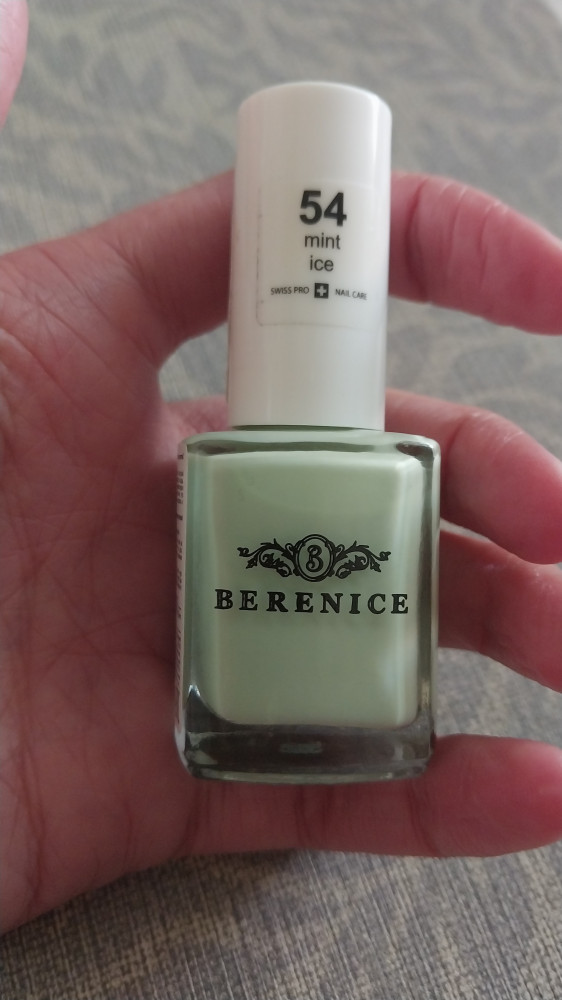 54
mint
ice
SWISS PRO NAIL CARE
B
BERENICE